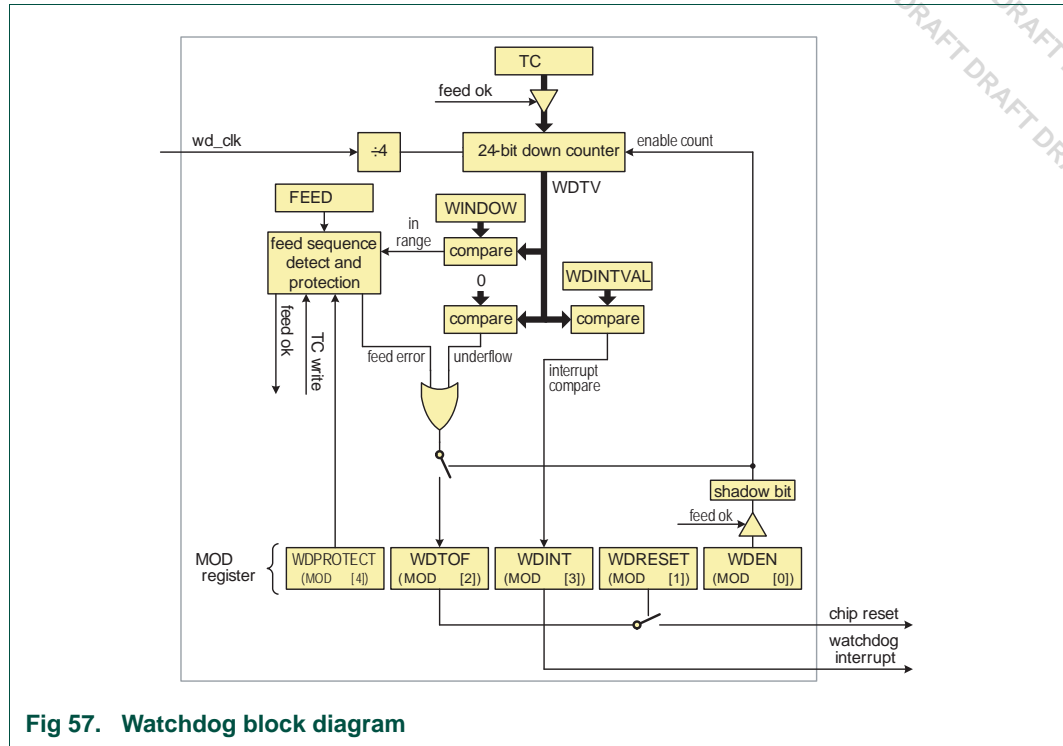 DRAFT DRAFT
DRAFT DRAFT DRA
TC
feed ok
wd_clk
÷4
24-bit down counter
enable count
WDTV
FEED
WINDOW
in
range
feed sequence
detect and
protection
compare
0
WDINTVAL
compare
compare
feed ok
TC write
feed error
underflow
interrupt
compare
shadow bit
feed ok
MOD
register
WDPROTECT
(MOD [4])
WDTOF
(MOD [2])
WDINT
(MOD [3])
WDRESET
(MOD [1])
WDEN
(MOD [0])
chip reset
watchdog
interrupt
Fig 57. Watchdog block diagram